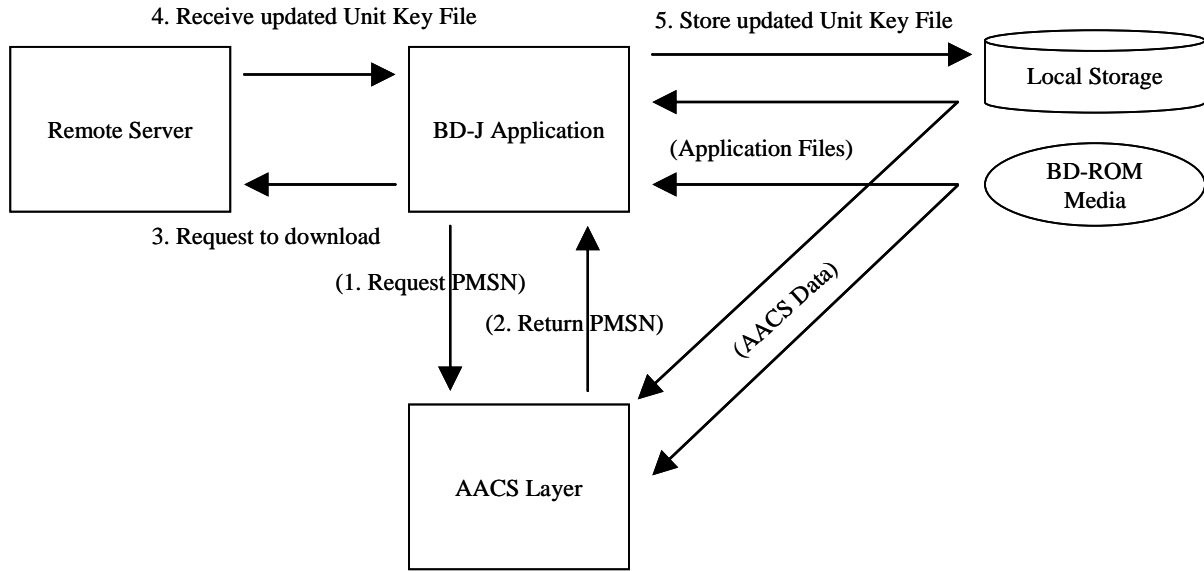 4. Receive updated Unit Key File
5. Store updated Unit Key File
Remote Server
BD-J Application
Local Storage
(Application Files)
BD-ROM
Media
3. Request to download
(1. Request PMSN)
(2. Return PMSN)
(AACS Data)
AACS Layer